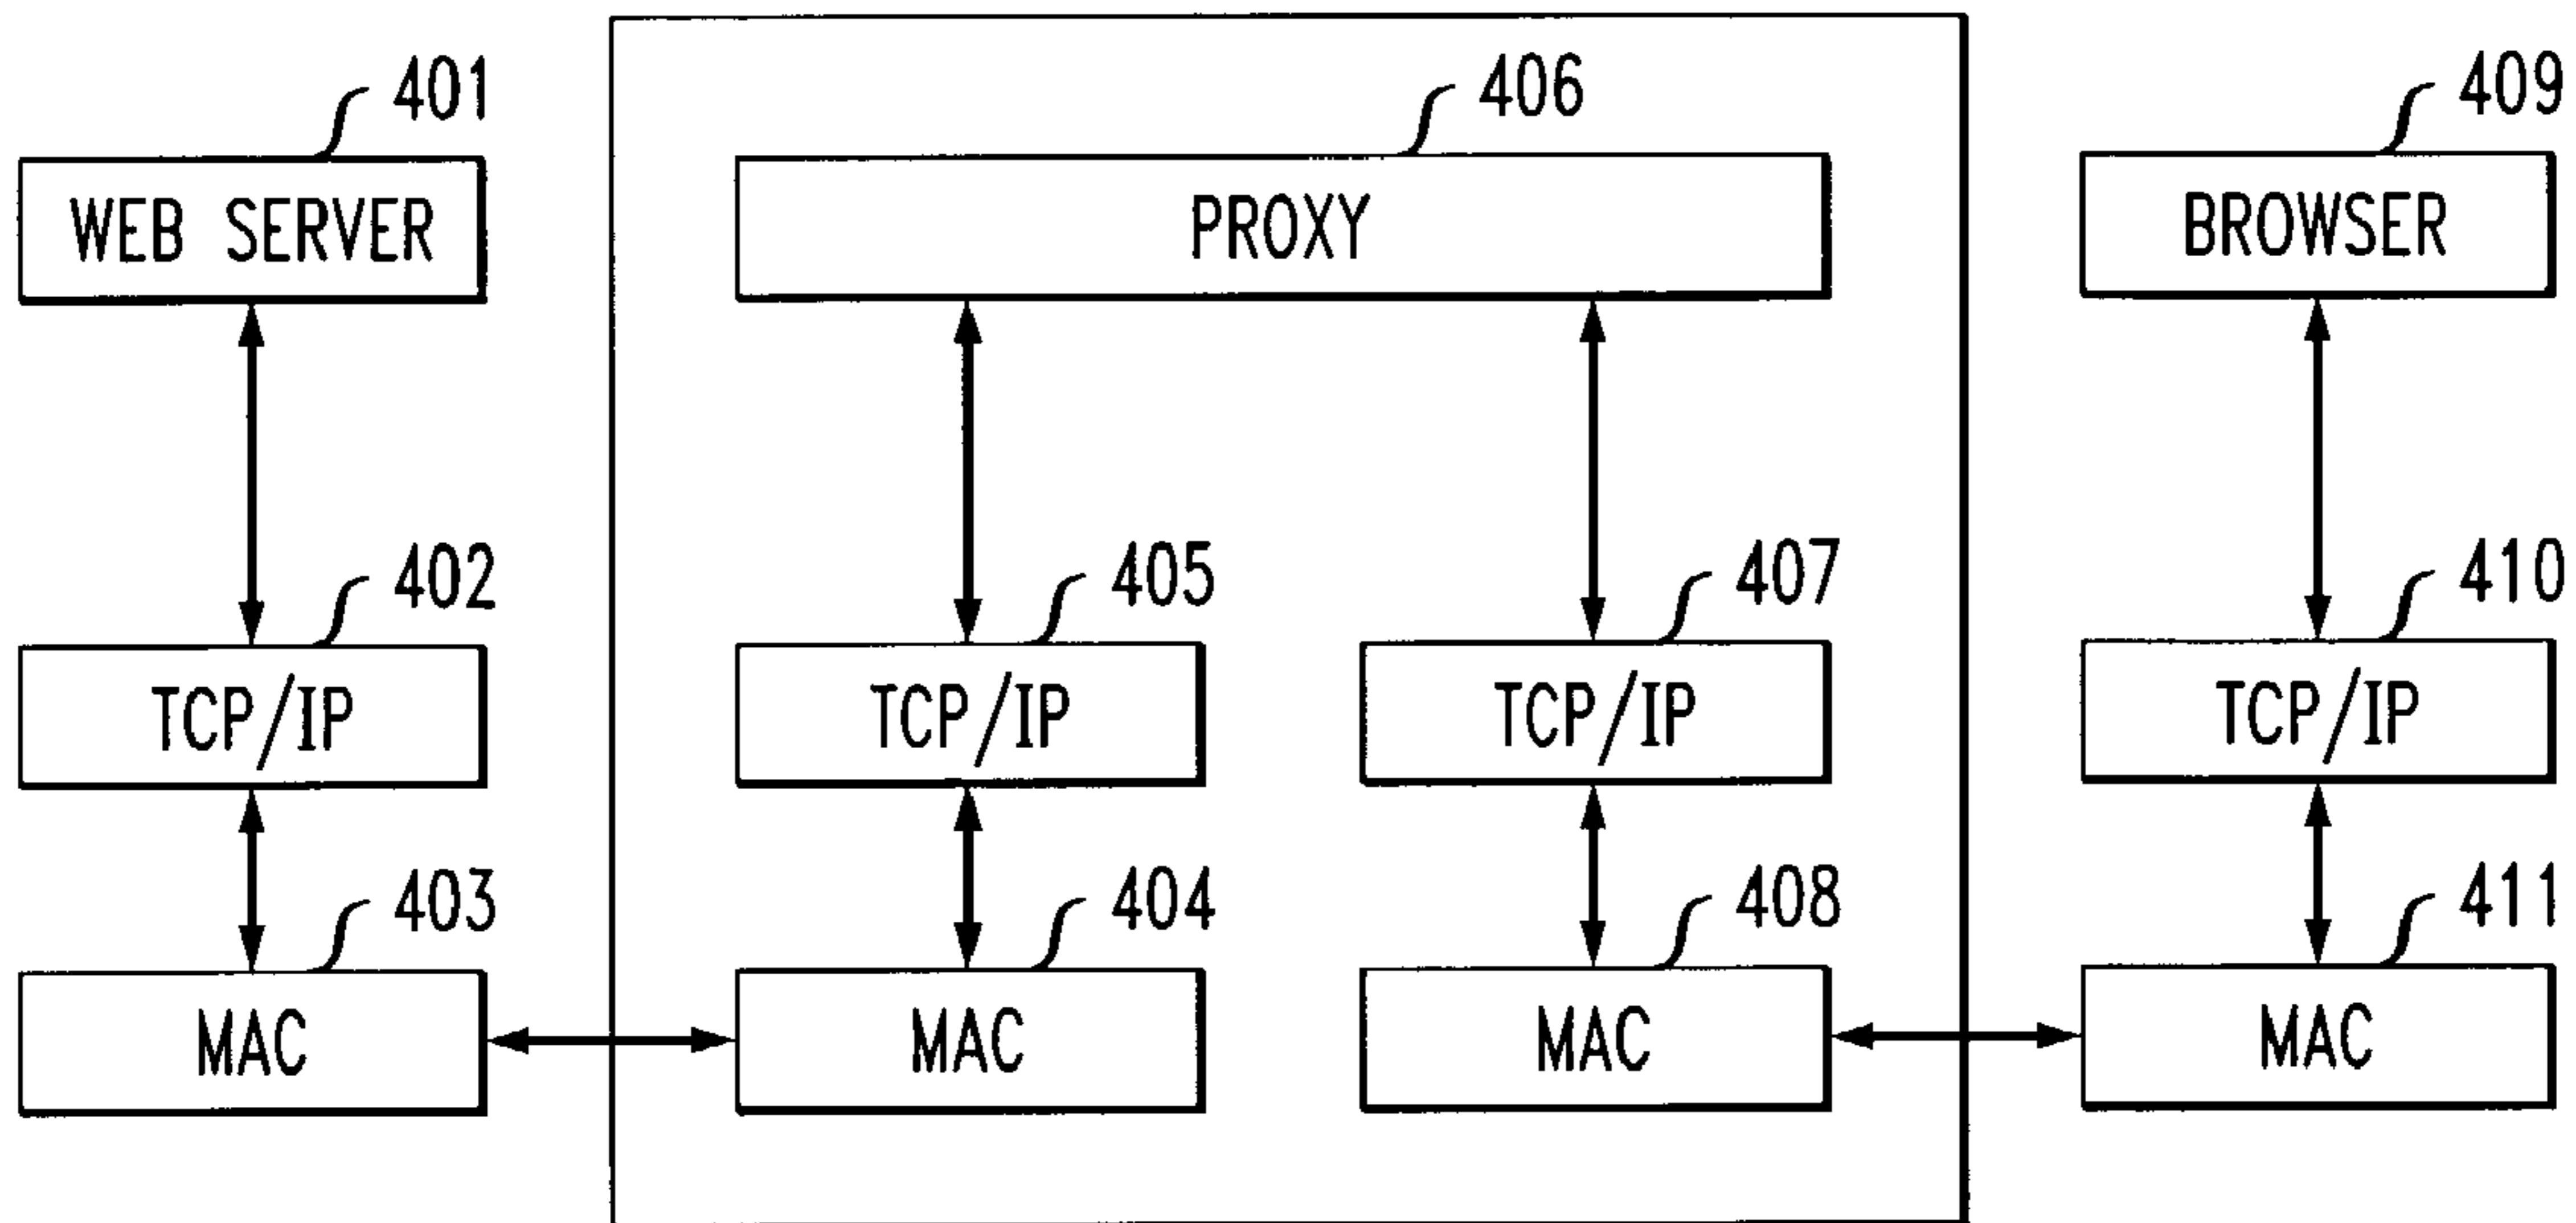 401
406
409
WEB SERVER
PROXY
BROWSER
402
405
407
410
TCP/IP
TCP/IP
TCP/IP
TCP/IP
403
404
408
411
MAC
MAC
MAC
MAC